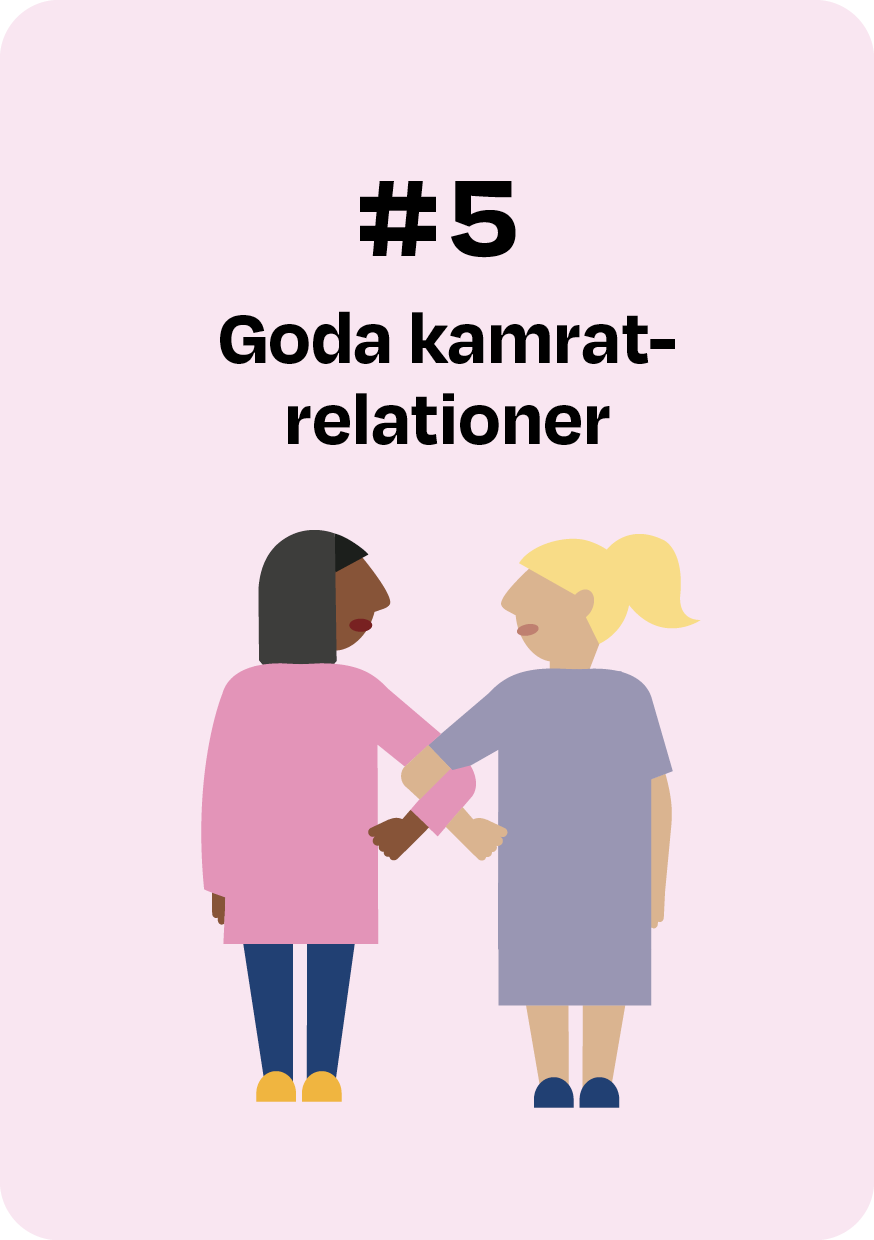 #5
Goda kamrat-
relationer